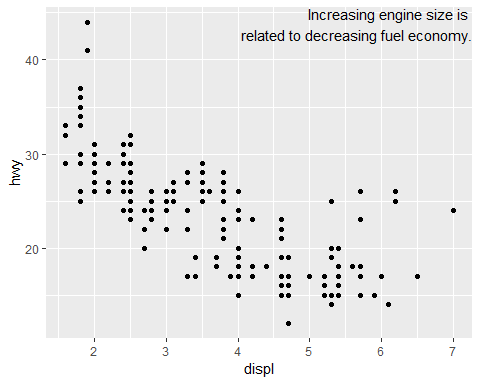 Increasing engine size is
related to decreasing fuel economy.
40
30
20
hwy
2 3 4 5 6 7
displ